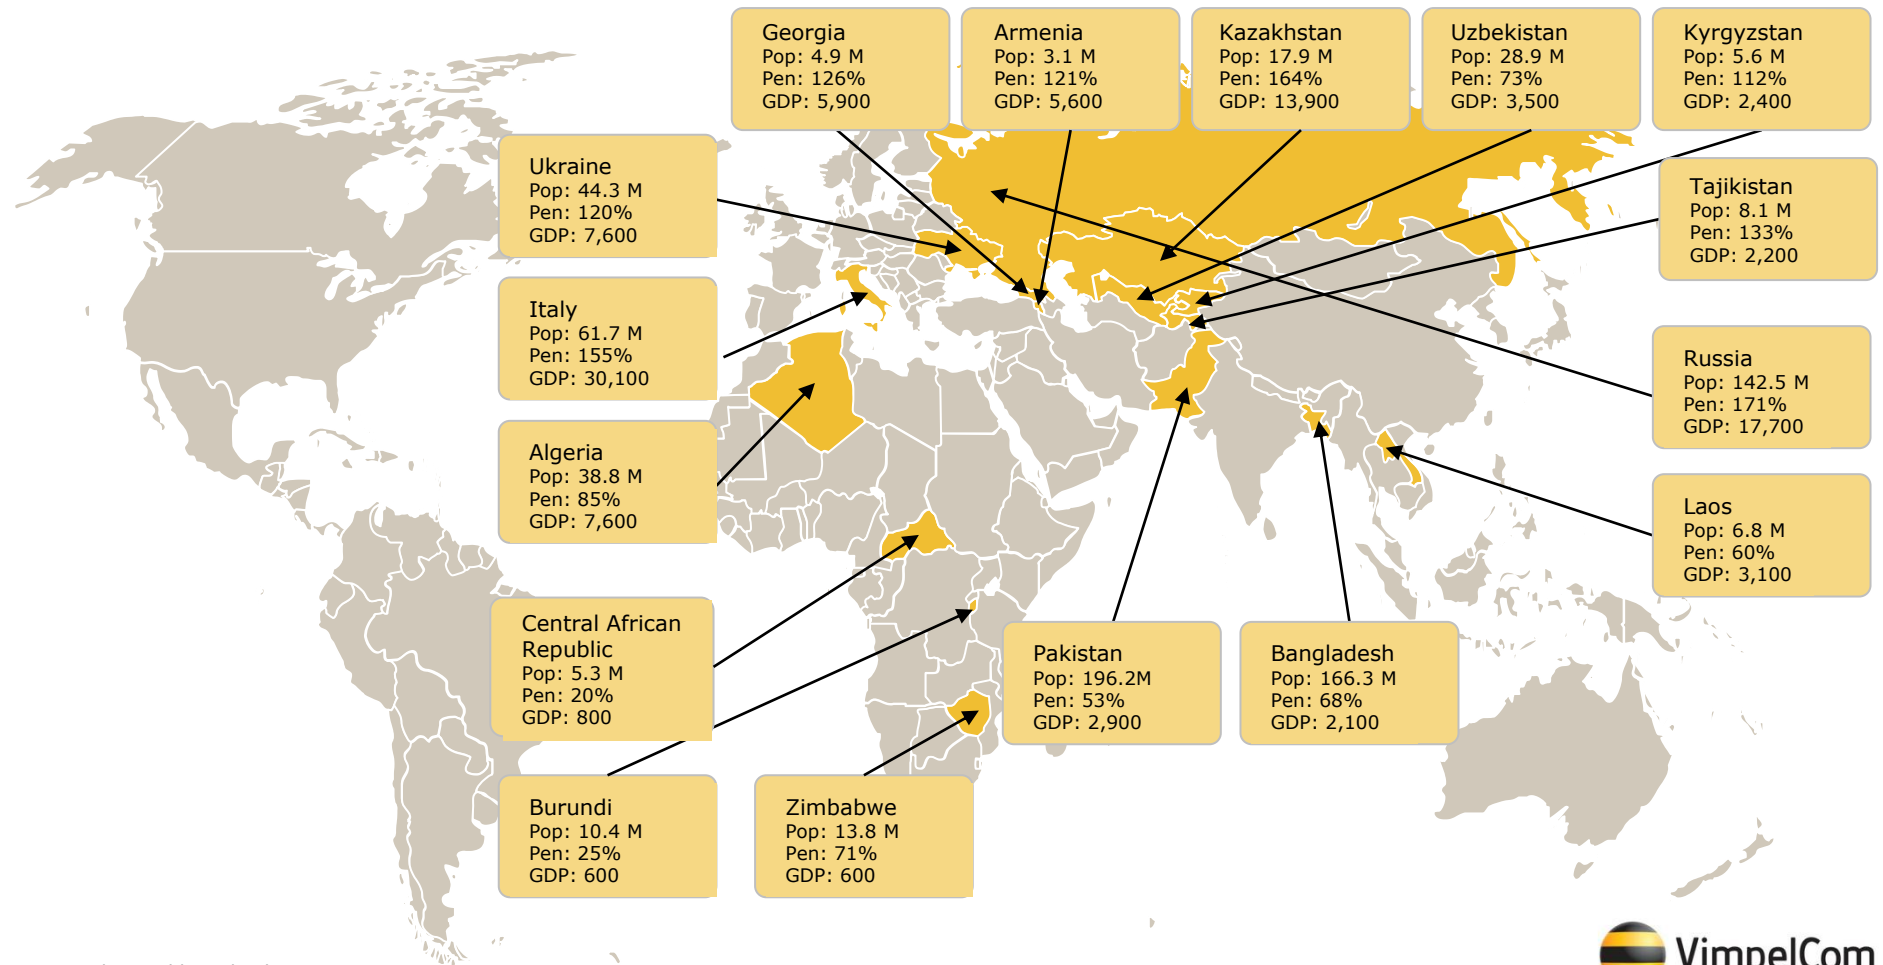 Georgia
Pop: 4.9 M
Pen: 126%
GDP: 5,900
Armenia
Pop: 3.1 M
Pen: 121%
GDP: 5,600
Kazakhstan
Pop: 17.9 M
Pen: 164%
GDP: 13,900
Uzbekistan
Pop: 28.9 M
Pen: 73%
GDP: 3,500
Kyrgyzstan
Pop: 5.6 M
Pen: 112%
GDP: 2,400
Ukraine
Pop: 44.3 M
Pen: 120%
GDP: 7,600
Tajikistan
Pop: 8.1 M
Pen: 133%
GDP: 2,200
Italy
Pop: 61.7 M
Pen: 155%
GDP: 30,100
Russia
Pop: 142.5 M
Pen: 171%
GDP: 17,700
Algeria
Pop: 38.8 M
Pen: 85%
GDP: 7,600
Laos
Pop: 6.8 M
Pen: 60%
GDP: 3,100
Central African
Republic
Pop: 5.3 M
Pen: 20%
GDP: 800
Pakistan
Pop: 196.2M
Pen: 53%
GDP: 2,900
Bangladesh
Pop: 166.3 M
Pen: 68%
GDP: 2,100
Burundi
Pop: 10.4 M
Pen: 25%
GDP: 600
Zimbabwe
Pop: 13.8 M
Pen: 71%
GDP: 600
VimpelCom